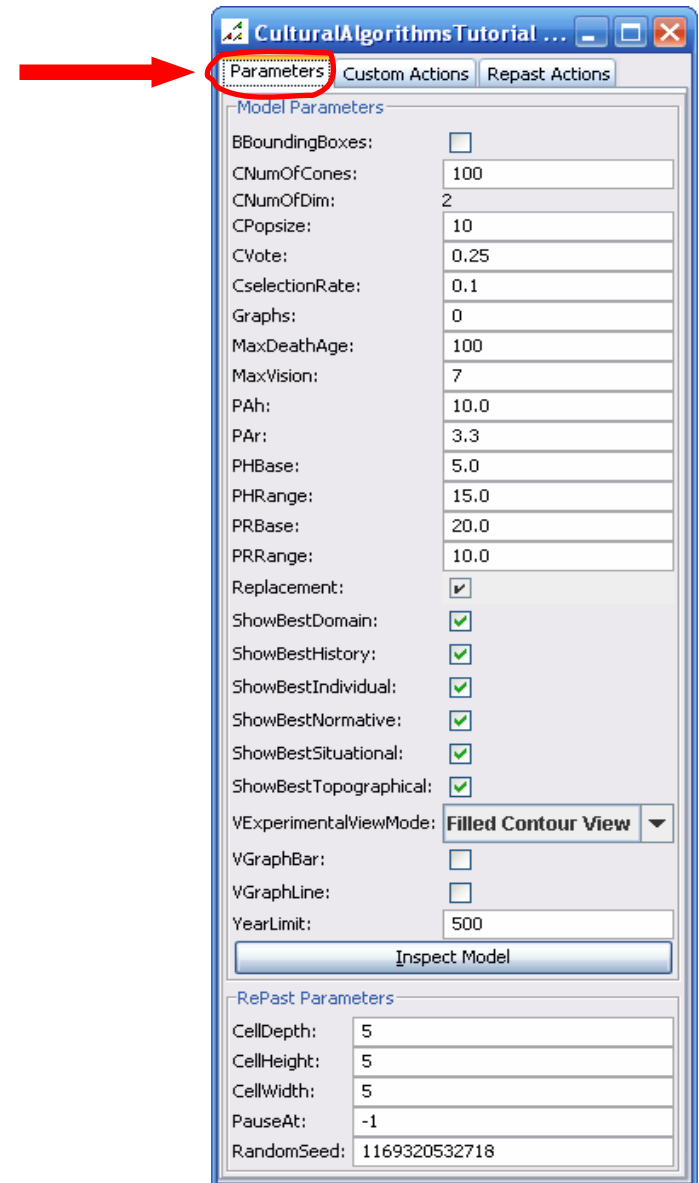 CulturalAlgorithmsTutorial ...
Parameters Custom Actions Repast Actions
Model Parameters
BBoundingBoxes:
CNumOfCones: 100
CNumOfDim: 2
CPopsize: 10
CVote: 0.25
CselectionRate: 0.1
Graphs: 0
MaxDeathAge: 100
MaxVision: 7
PAh: 10.0
PAr: 3.3
PHBase: 5.0
PHRange: 15.0
PRBase: 20.0
PRRange: 10.0
Replacement:
ShowBestDomain:
ShowBestHistory:
ShowBestIndividual:
ShowBestNormative:
ShowBestSituational:
ShowBestTopographical:
VExperimentalViewMode: Filled Contour View
VGraphBar:
VGraphLine:
YearLimit: 500
Inspect Model
RePast Parameters
CellDepth: 5
CellHeight: 5
CellWidth: 5
PauseAt: -1
RandomSeed: 1169320532718